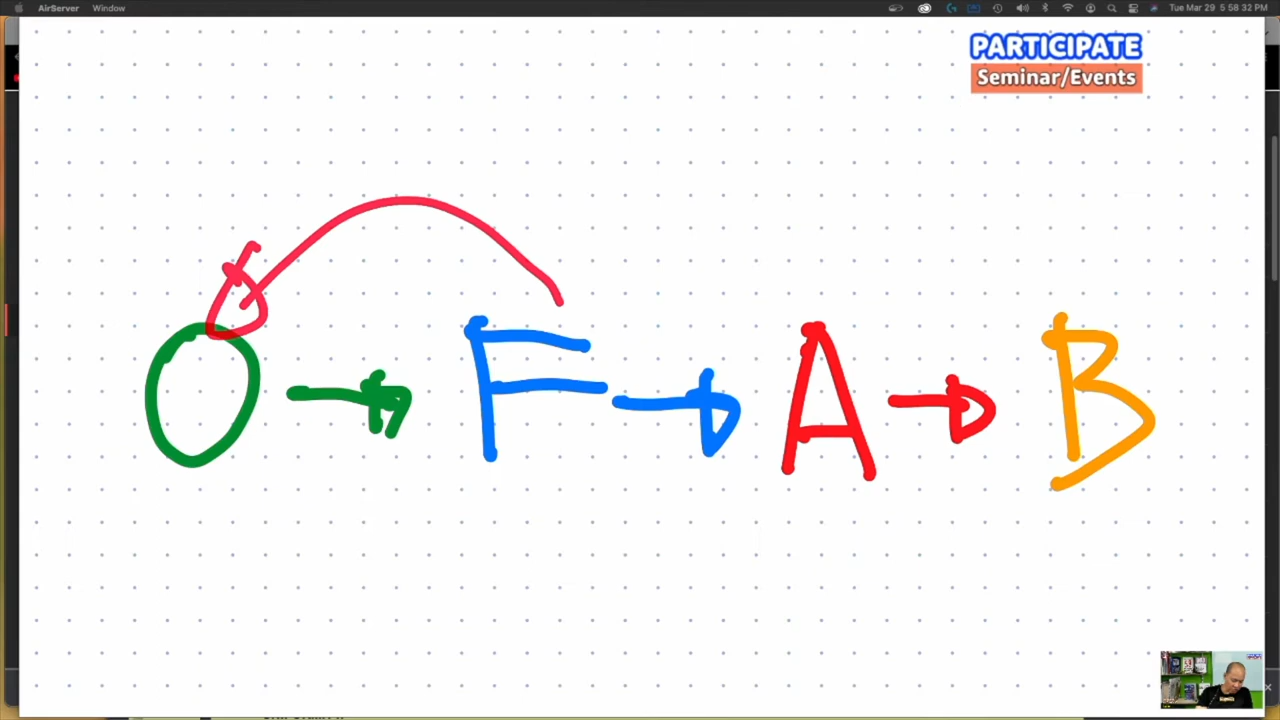 AirServer Window Tue Mar 29 5:58:32 PM
PARTICIPATE
Seminar/Events
O → F → A → B